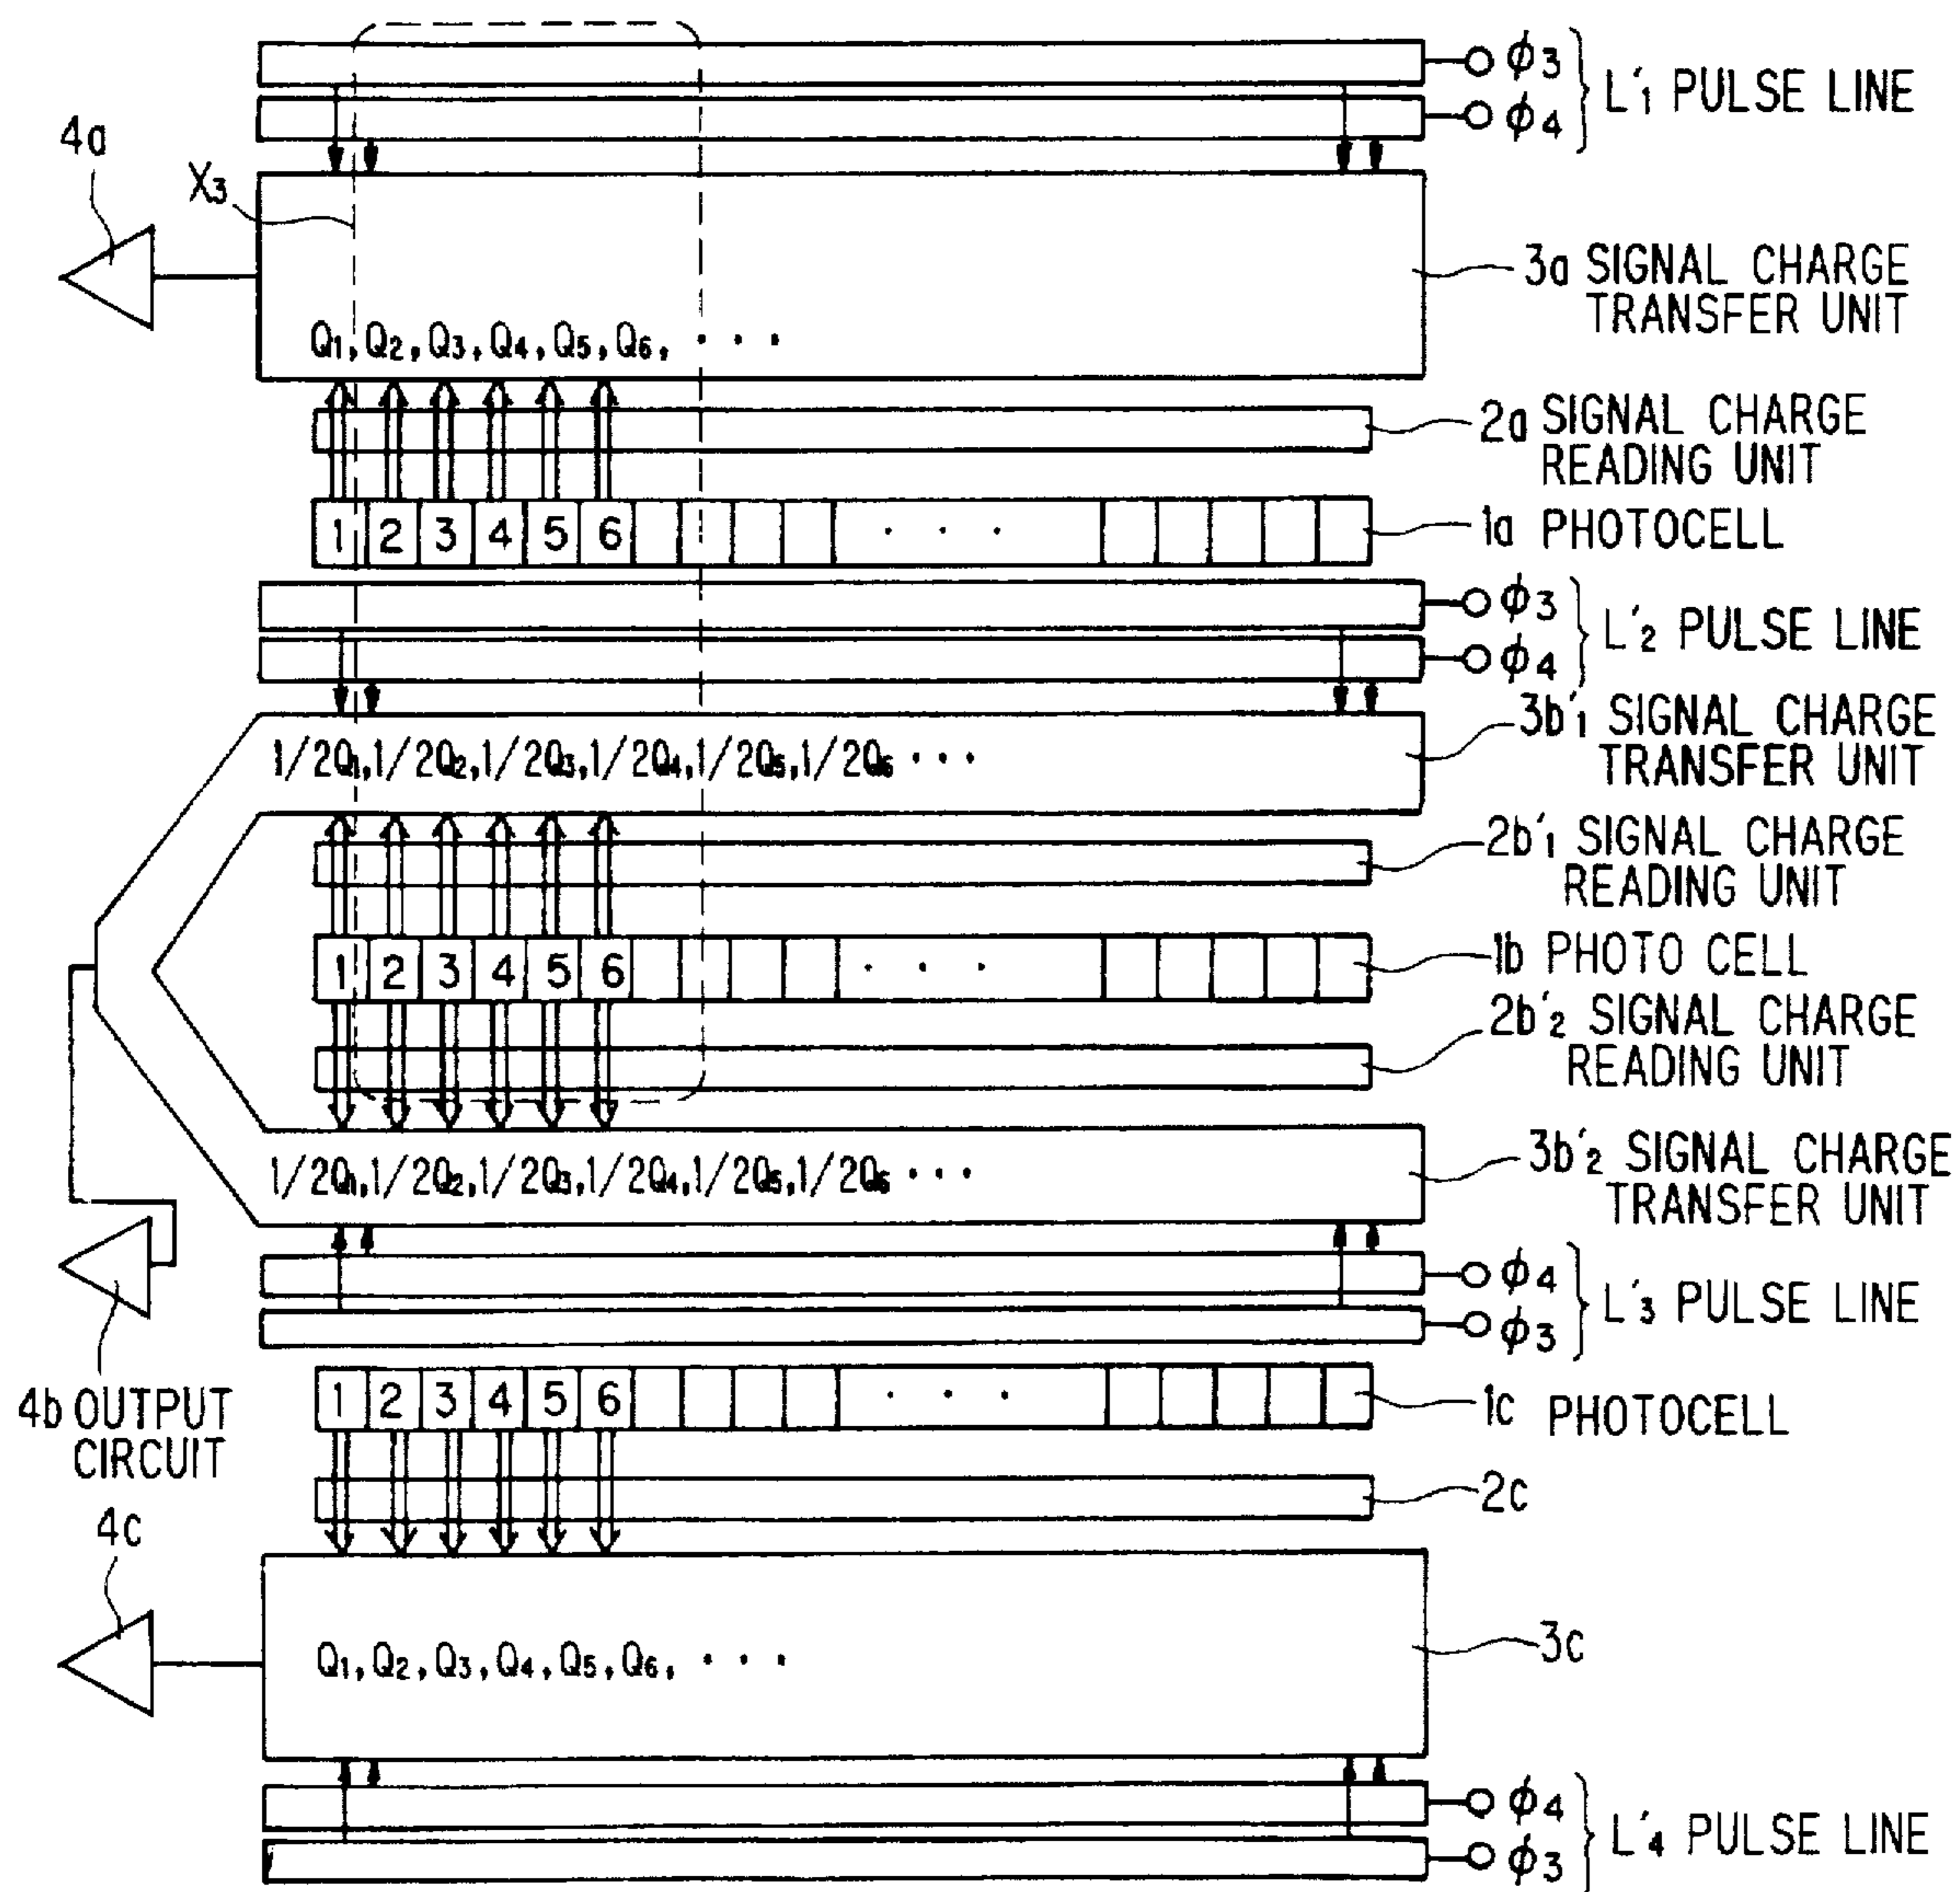 ϕ3
ϕ4
L'1 PULSE LINE
4a
X3
3a SIGNAL CHARGE
TRANSFER UNIT
Q1, Q2, Q3, Q4, Q5, Q6, · · ·
2a SIGNAL CHARGE
READING UNIT
1 2 3 4 5 6 · · ·
1a PHOTOCELL
ϕ3
ϕ4
L'2 PULSE LINE
3b'1 SIGNAL CHARGE
TRANSFER UNIT
1/2Q1, 1/2Q2, 1/2Q3, 1/2Q4, 1/2Q5, 1/2Q6 · · ·
2b'1 SIGNAL CHARGE
READING UNIT
1 2 3 4 5 6 · · ·
1b PHOTO CELL
2b'2 SIGNAL CHARGE
READING UNIT
1/2Q1, 1/2Q2, 1/2Q3, 1/2Q4, 1/2Q5, 1/2Q6 · · ·
3b'2 SIGNAL CHARGE
TRANSFER UNIT
ϕ4
ϕ3
L'3 PULSE LINE
4b OUTPUT
CIRCUIT
1 2 3 4 5 6 · · ·
1c PHOTOCELL
2c
4c
Q1, Q2, Q3, Q4, Q5, Q6, · · ·
3c
ϕ4
ϕ3
L'4 PULSE LINE